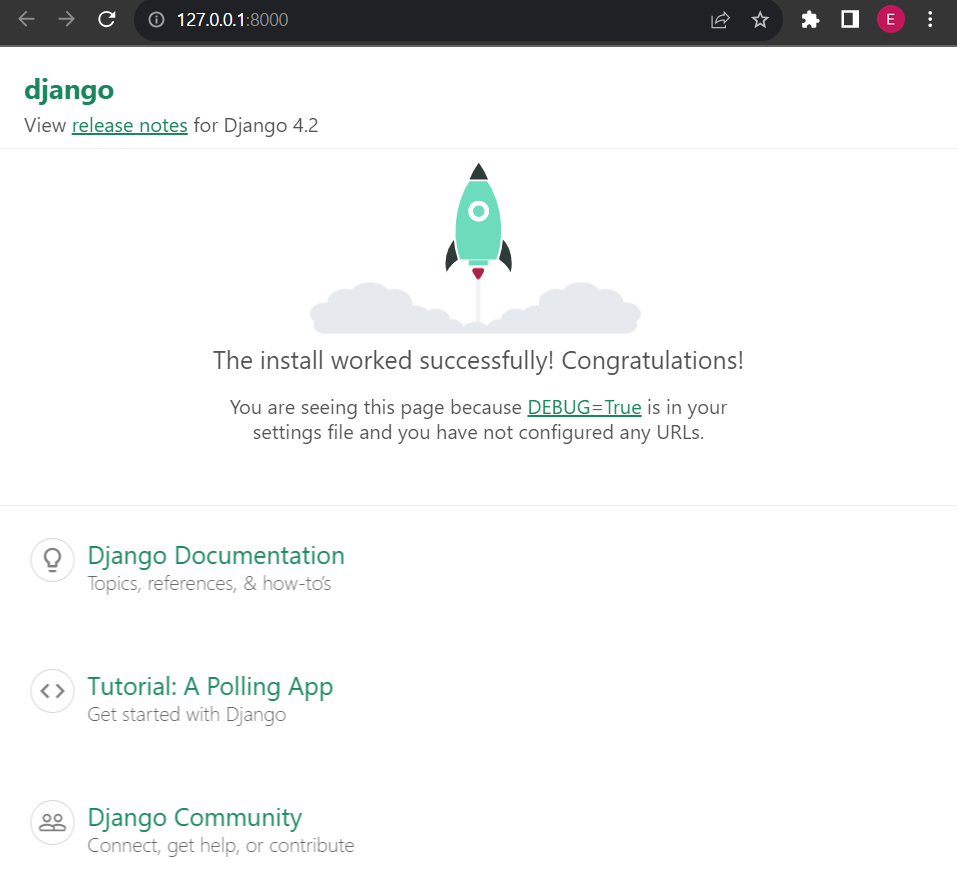 127.0.0.1:8000
E
django
View release notes for Django 4.2
The install worked successfully! Congratulations!
You are seeing this page because DEBUG=True is in your
settings file and you have not configured any URLs.
Django Documentation
Topics, references, & how-to’s
Tutorial: A Polling App
Get started with Django
Django Community
Connect, get help, or contribute